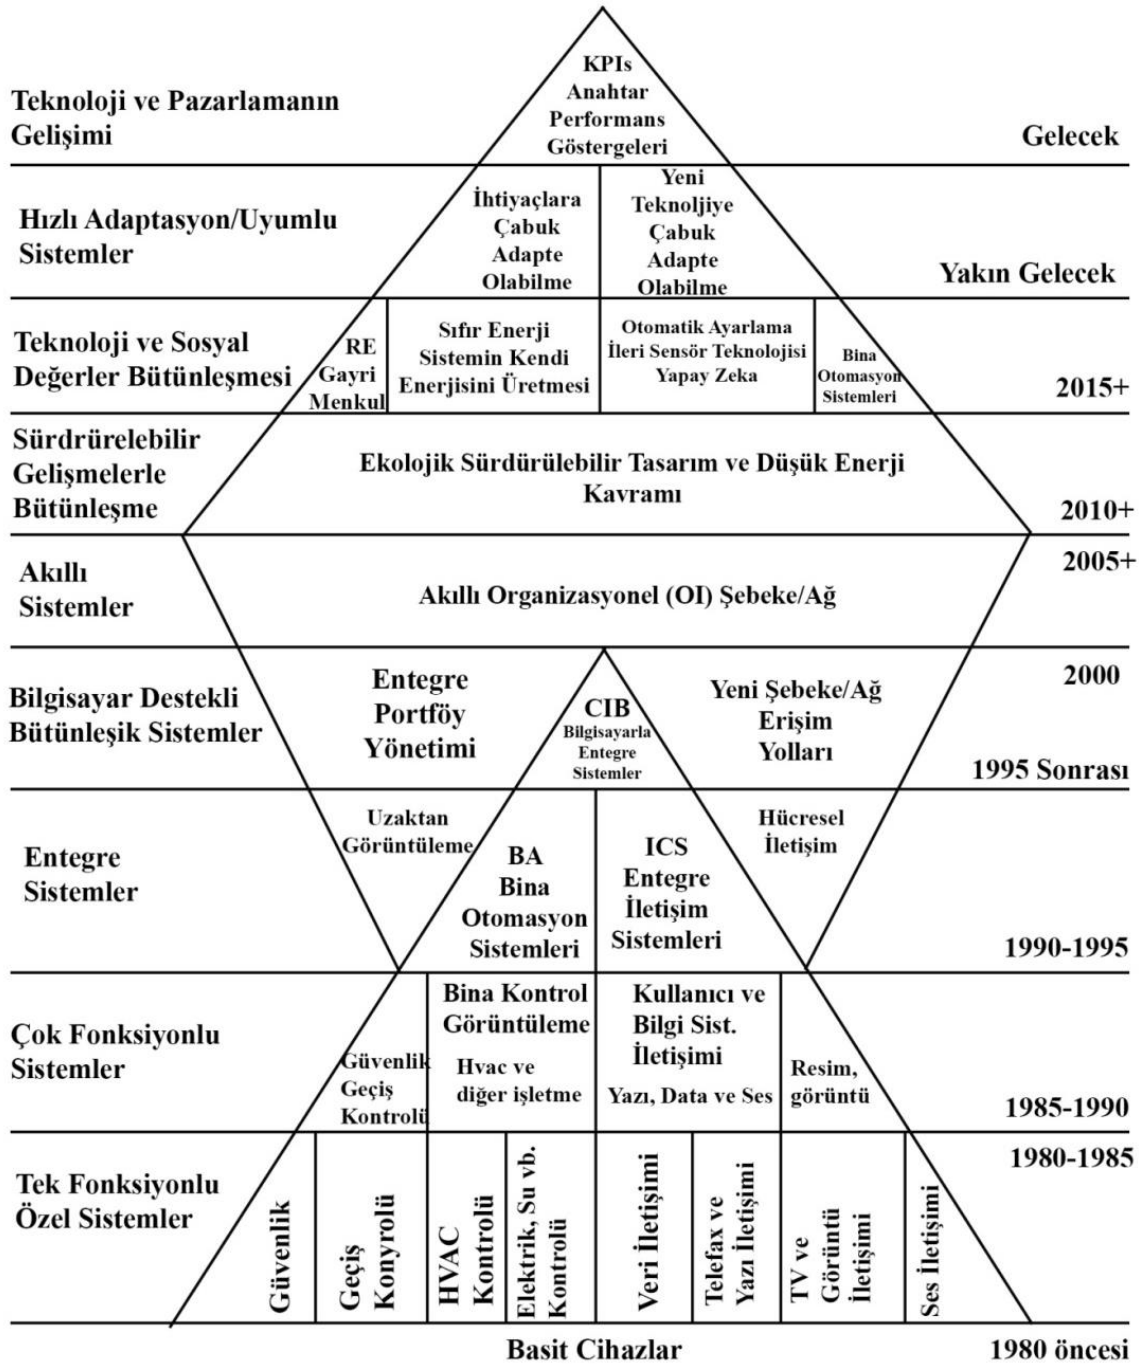 KPIs
Anahtar
Performans
Göstergeleri
Teknoloji ve Pazarlamanın
Gelişimi
Gelecek
Hızlı Adaptasyon/Uyumlu
Sistemler
İhtiyaçlara
Çabuk
Adapte
Olabilme
Yeni
Teknoljiye
Çabuk
Adapte
Olabilme
Yakın Gelecek
Teknoloji ve Sosyal
Değerler Bütünleşmesi
RE
Gayri
Menkul
Sıfır Enerji
Sistemin Kendi
Enerjisini Üretmesi
Otomatik Ayarlama
İleri Sensör Teknolojisi
Yapay Zeka
Bina
Otomasyon
Sistemleri
2015+
Sürdrürelebilir
Gelişmelerle
Bütünleşme
Ekolojik Sürdürülebilir Tasarım ve Düşük Enerji
Kavramı
2010+
Akıllı
Sistemler
Akıllı Organizasyonel (OI) Şebeke/Ağ
2005+
Bilgisayar Destekli
Bütünleşik Sistemler
Entegre
Portföy
Yönetimi
CIB
Bilgisayarla
Entegre
Sistemler
Yeni Şebeke/Ağ
Erişim
Yolları
2000
1995 Sonrası
Entegre
Sistemler
Uzaktan
Görüntüleme
BA
Bina
Otomasyon
Sistemleri
ICS
Entegre
İletişim
Sistemleri
Hücresel
İletişim
1990-1995
Çok Fonksiyonlu
Sistemler
Güvenlik
Geçiş
Kontrolü
Bina Kontrol
Görüntüleme
Hvac ve
diğer işletme
Kullanıcı ve
Bilgi Sist.
İletişimi
Yazı, Data ve Ses
Resim,
görüntü
1985-1990
Tek Fonksiyonlu
Özel Sistemler
Güvenlik
Geçiş
Konyrolü
HVAC
Kontrolü
Elektrik, Su vb.
Kontrolü
Veri İletişimi
Telefax ve
Yazı İletişimi
TV ve
Görüntü
İletişimi
Ses İletişimi
1980-1985
Basit Cihazlar
1980 öncesi